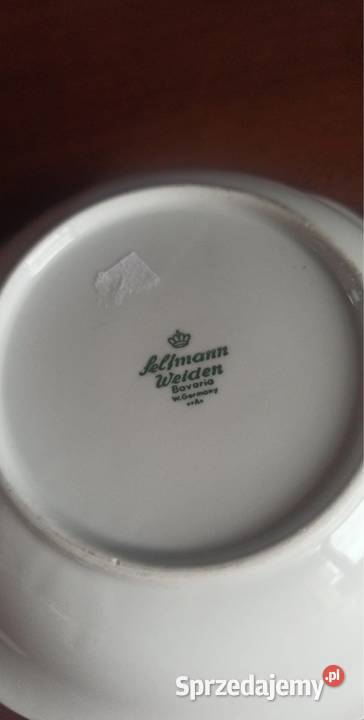 Seltmann
Weiden
Bavaria
W.Germany
«A»
Sprzedajemy.pl